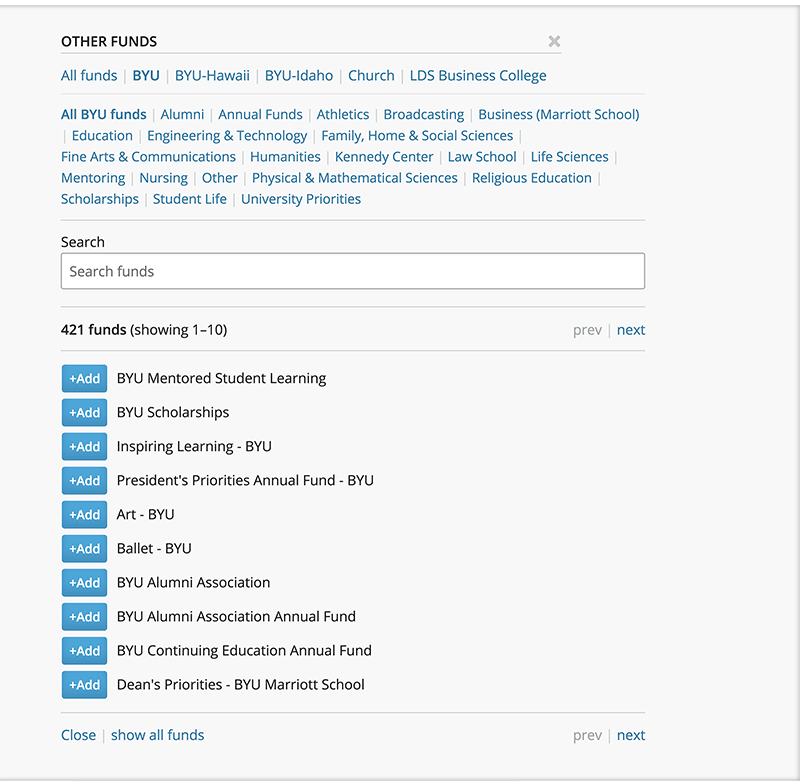 OTHER FUNDS ×
All funds | BYU | BYU-Hawaii | BYU-Idaho | Church | LDS Business College
All BYU funds | Alumni | Annual Funds | Athletics | Broadcasting | Business (Marriott School)
| Education | Engineering & Technology | Family, Home & Social Sciences |
Fine Arts & Communications | Humanities | Kennedy Center | Law School | Life Sciences |
Mentoring | Nursing | Other | Physical & Mathematical Sciences | Religious Education |
Scholarships | Student Life | University Priorities
Search
Search funds
421 funds (showing 1–10) prev | next
+Add BYU Mentored Student Learning
+Add BYU Scholarships
+Add Inspiring Learning - BYU
+Add President's Priorities Annual Fund - BYU
+Add Art - BYU
+Add Ballet - BYU
+Add BYU Alumni Association
+Add BYU Alumni Association Annual Fund
+Add BYU Continuing Education Annual Fund
+Add Dean's Priorities - BYU Marriott School
Close | show all funds prev | next